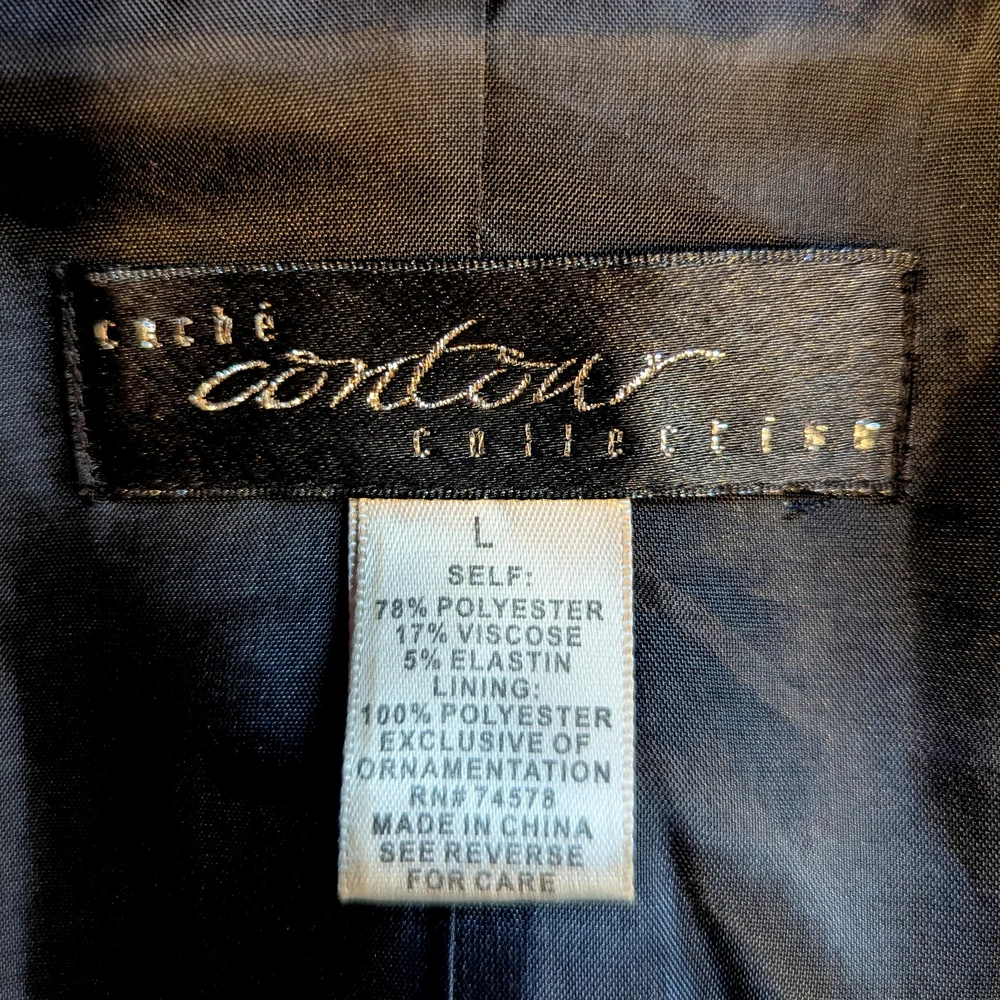 caché
contour
collection
L
SELF:
78% POLYESTER
17% VISCOSE
5% ELASTIN
LINING:
100% POLYESTER
EXCLUSIVE OF
ORNAMENTATION
RN# 74578
MADE IN CHINA
SEE REVERSE
FOR CARE